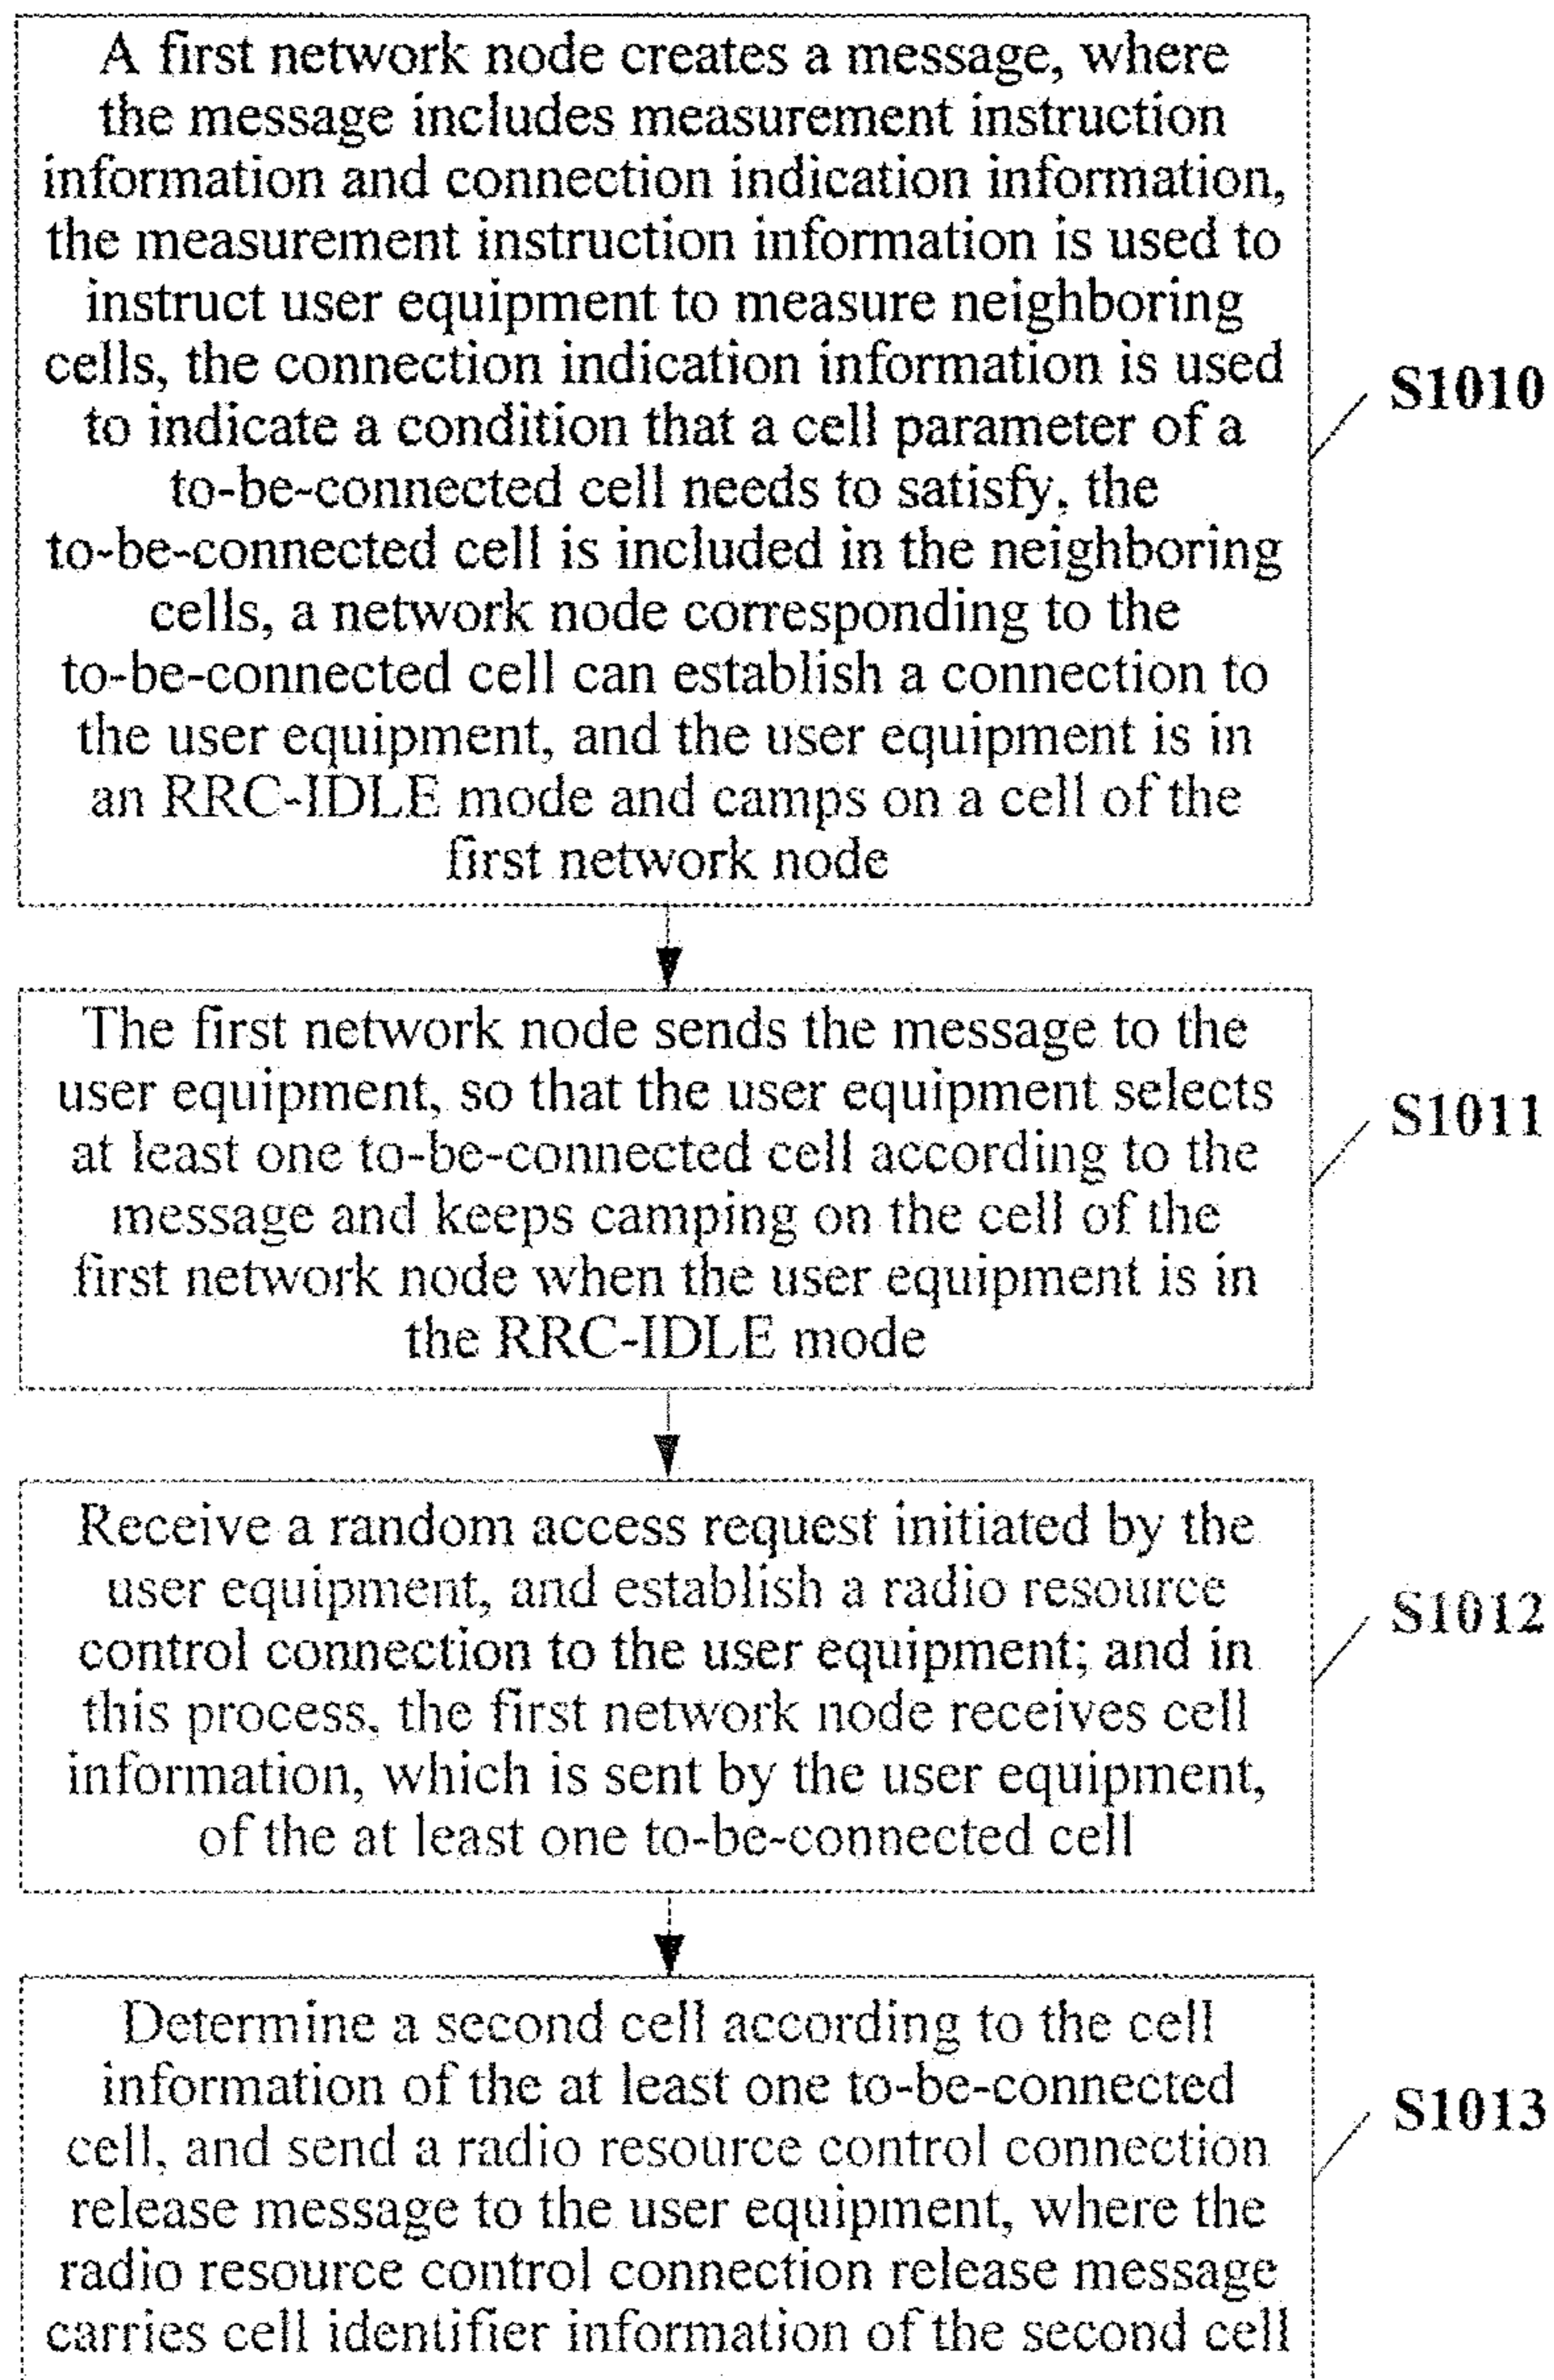 A first network node creates a message, where
the message includes measurement instruction
information and connection indication information,
the measurement instruction information is used to
instruct user equipment to measure neighboring
cells, the connection indication information is used
to indicate a condition that a cell parameter of a
to-be-connected cell needs to satisfy, the
to-be-connected cell is included in the neighboring
cells, a network node corresponding to the
to-be-connected cell can establish a connection to
the user equipment, and the user equipment is in
an RRC-IDLE mode and camps on a cell of the
first network node
S1010
The first network node sends the message to the
user equipment, so that the user equipment selects
at least one to-be-connected cell according to the
message and keeps camping on the cell of the
first network node when the user equipment is in
the RRC-IDLE mode
S1011
Receive a random access request initiated by the
user equipment, and establish a radio resource
control connection to the user equipment; and in
this process, the first network node receives cell
information, which is sent by the user equipment,
of the at least one to-be-connected cell
S1012
Determine a second cell according to the cell
information of the at least one to-be-connected
cell, and send a radio resource control connection
release message to the user equipment, where the
radio resource control connection release message
carries cell identifier information of the second cell
S1013